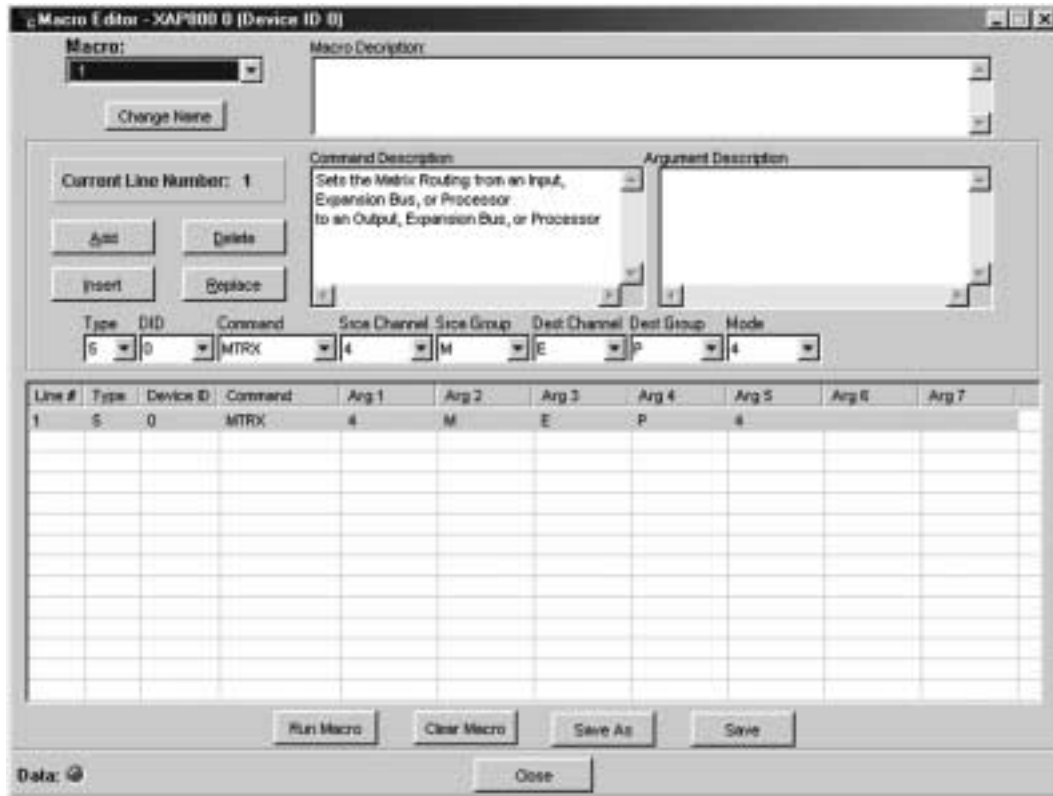 Macro Editor - XAP800 0 (Device ID 0)
Macro:
Macro Decription:
1
Change Name
Command Description
Argument Description
Current Line Number: 1
Sets the Matrix Routing from an Input,
Expansion Bus, or Processor
to an Output, Expansion Bus, or Processor
Add
Delete
Insert
Replace
Type DID Command Srce Channel Srce Group Dest Channel Dest Group Mode
5 0 MTRX 4 M E P 4
Line # Type Device ID Command Arg 1 Arg 2 Arg 3 Arg 4 Arg 5 Arg 6 Arg 7
1 5 0 MTRX 4 M E P 4
Run Macro Clear Macro Save As Save
Data:
Close